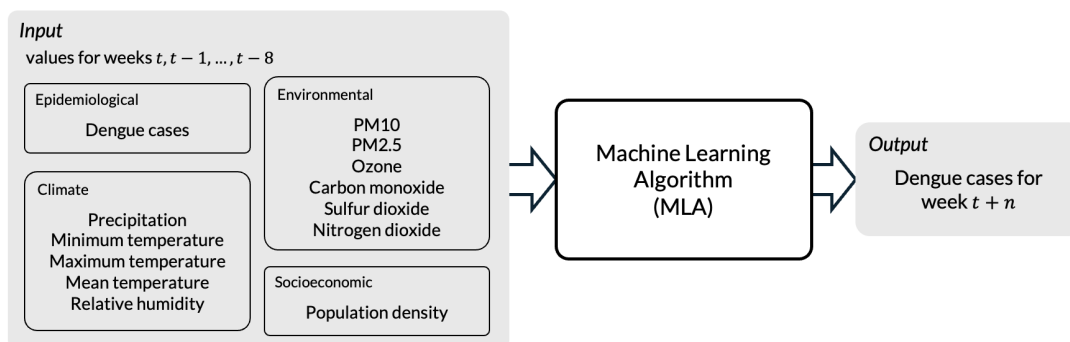 Input
values for weeks t, t − 1, ..., t − 8
Epidemiological
Dengue cases
Climate
Precipitation
Minimum temperature
Maximum temperature
Mean temperature
Relative humidity
Environmental
PM10
PM2.5
Ozone
Carbon monoxide
Sulfur dioxide
Nitrogen dioxide
Socioeconomic
Population density
Machine Learning
Algorithm
(MLA)
Output
Dengue cases for
week t + n